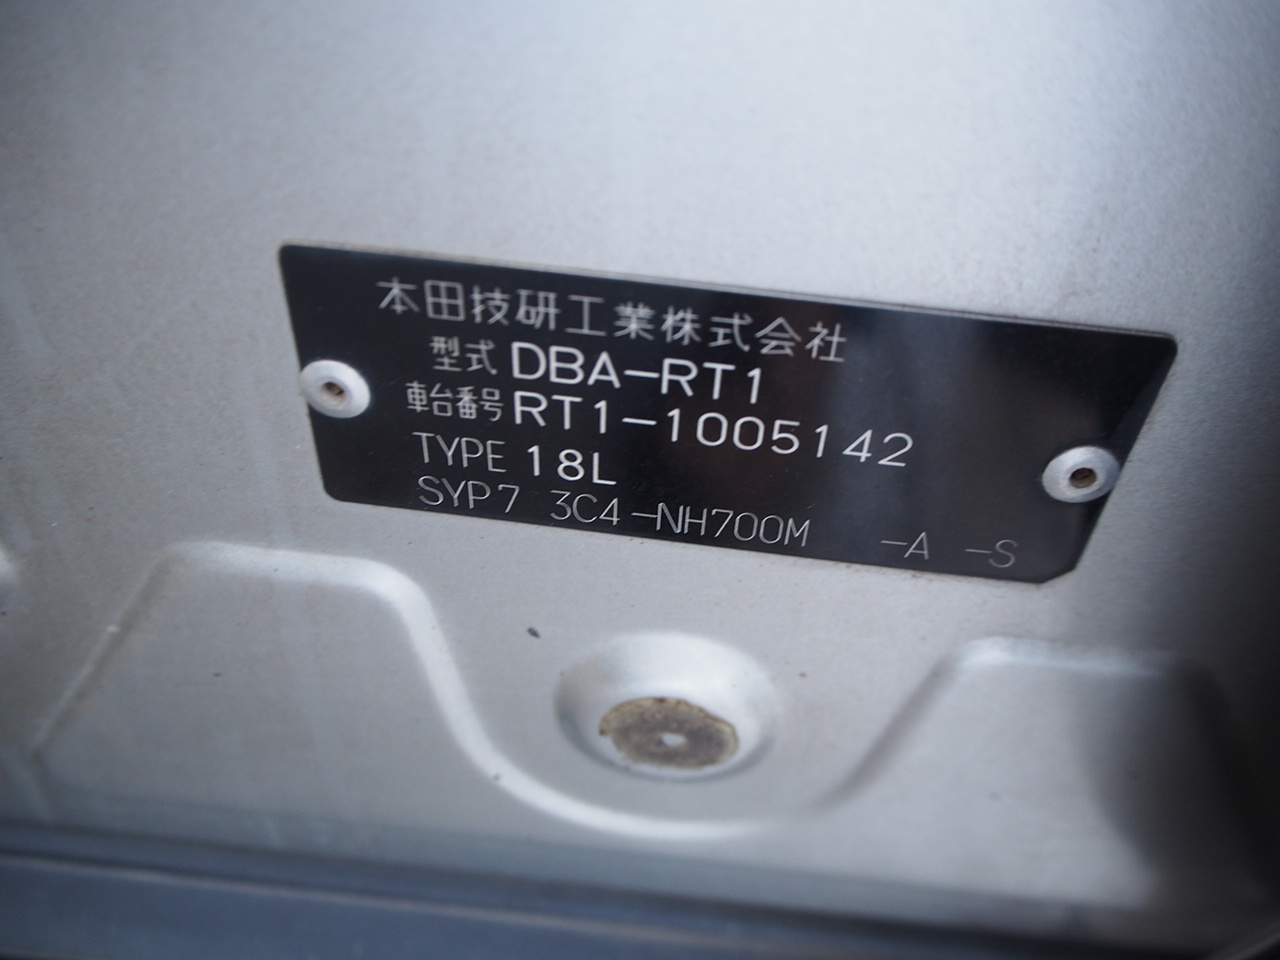 本田技研工業株式会社
型式 DBA-RT1
車台番号 RT1-1005142
TYPE 18L
SYP7 3C4-NH700M -A -S